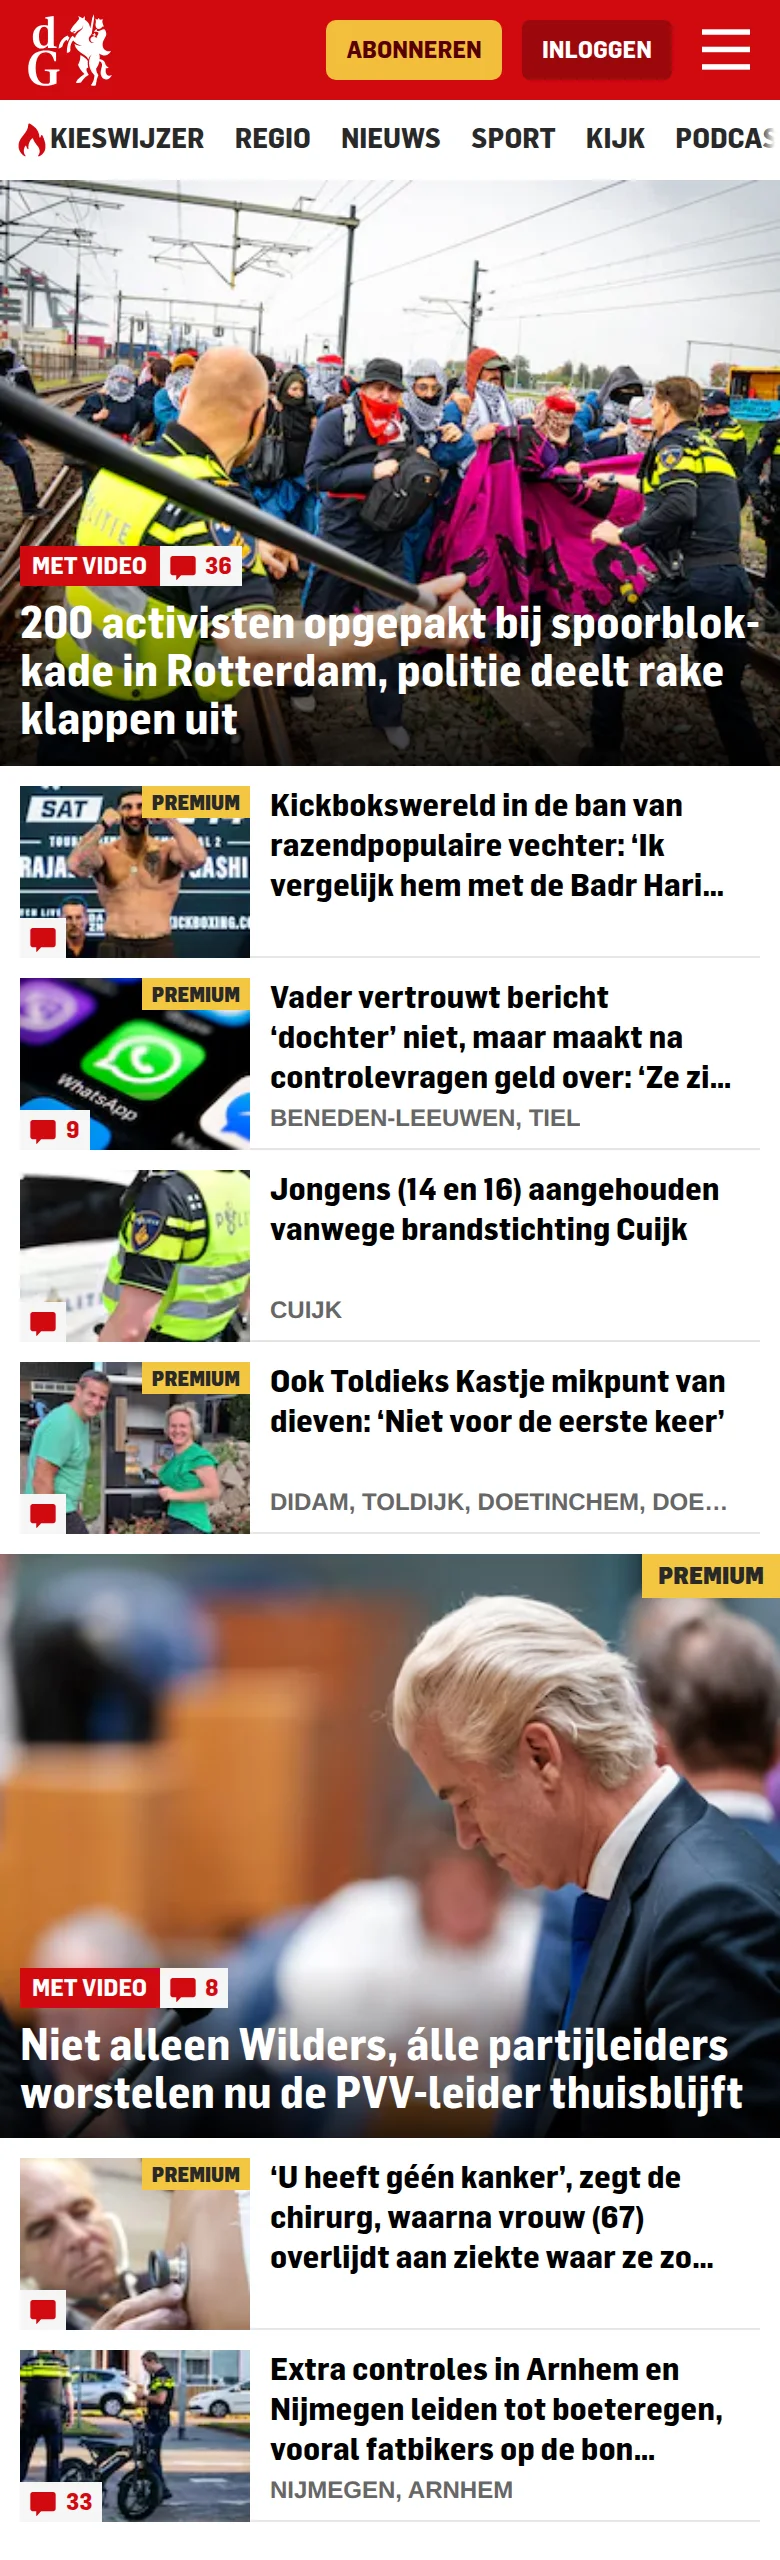 dG
ABONNEREN
INLOGGEN
KIESWIJZER REGIO NIEUWS SPORT KIJK PODCAS
POLITIE
MET VIDEO 36
200 activisten opgepakt bij spoorblok-
kade in Rotterdam, politie deelt rake
klappen uit
PREMIUM
SAT
Kickbokswereld in de ban van
razendpopulaire vechter: ‘Ik
vergelijk hem met de Badr Hari...
PREMIUM
WhatsApp
9
Vader vertrouwt bericht
‘dochter’ niet, maar maakt na
controlevragen geld over: ‘Ze zi...
BENEDEN-LEEUWEN, TIEL
Jongens (14 en 16) aangehouden
vanwege brandstichting Cuijk
CUIJK
PREMIUM
Ook Toldieks Kastje mikpunt van
dieven: ‘Niet voor de eerste keer’
DIDAM, TOLDIJK, DOETINCHEM, DOE...
PREMIUM
MET VIDEO 8
Niet alleen Wilders, álle partijleiders
worstelen nu de PVV-leider thuisblijft
PREMIUM
‘U heeft géén kanker’, zegt de
chirurg, waarna vrouw (67)
overlijdt aan ziekte waar ze zo...
33
Extra controles in Arnhem en
Nijmegen leiden tot boeteregen,
vooral fatbikers op de bon...
NIJMEGEN, ARNHEM